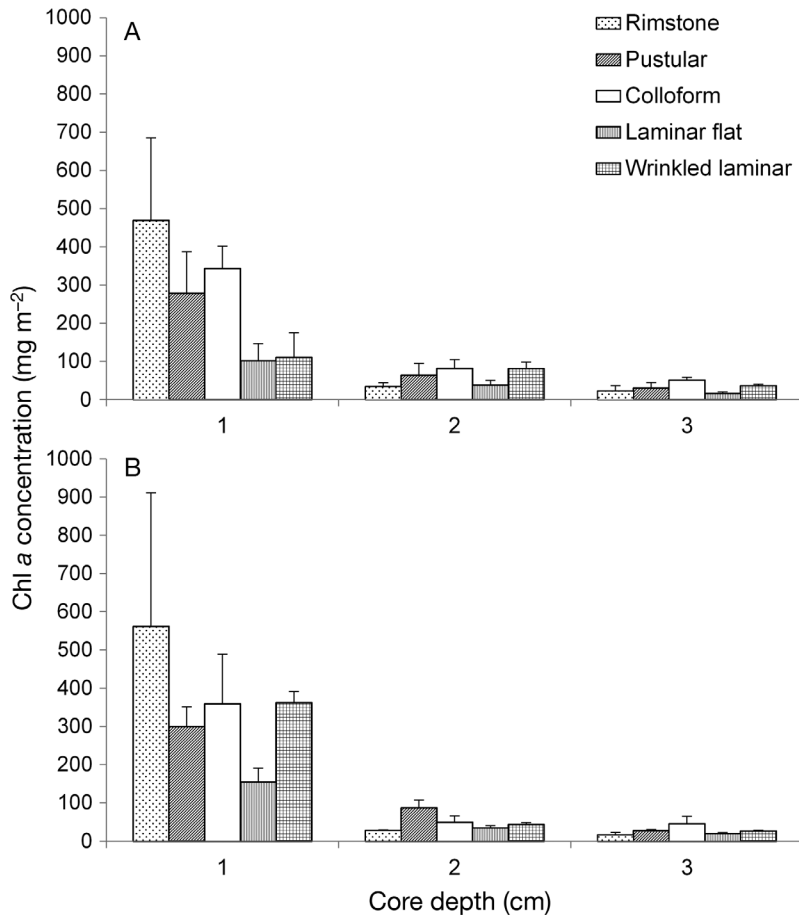 A
Rimstone
Pustular
Colloform
Laminar flat
Wrinkled laminar
1000
900
800
700
600
500
400
300
200
100
0
1 2 3
B
1000
900
800
700
600
500
400
300
200
100
0
1 2 3
Chl a concentration (mg m⁻²)
Core depth (cm)